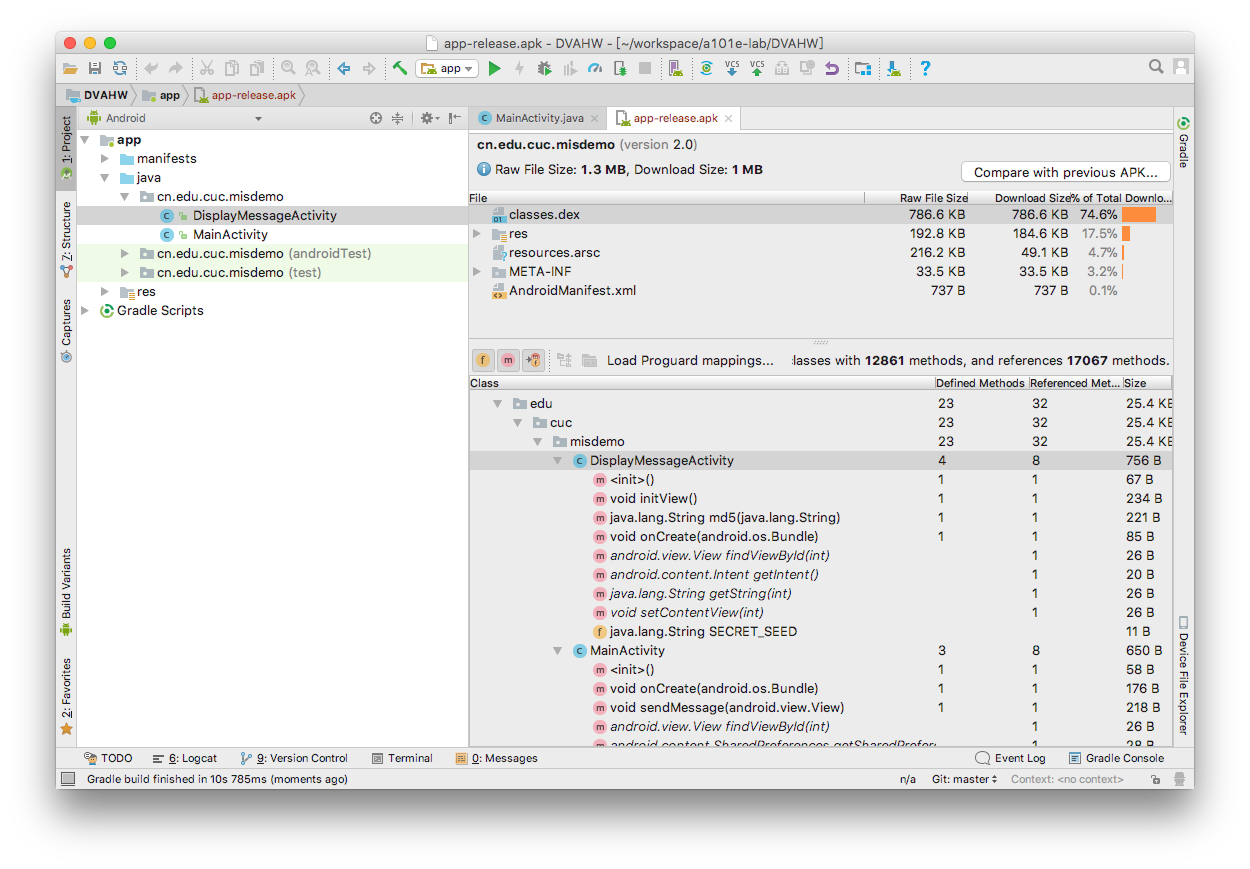 app-release.apk - DVAHW - [~/workspace/a101e-lab/DVAHW]
app
VCS VCS
DVAHW app app-release.apk
Android
MainActivity.java app-release.apk
1: Project
Z: Structure
Captures
Build Variants
2: Favorites
app
manifests
java
cn.edu.cuc.misdemo
DisplayMessageActivity
MainActivity
cn.edu.cuc.misdemo (androidTest)
cn.edu.cuc.misdemo (test)
res
Gradle Scripts
cn.edu.cuc.misdemo (version 2.0)
Raw File Size: 1.3 MB, Download Size: 1 MB
Compare with previous APK...
File Raw File Size Download Size % of Total Downlo...
classes.dex 786.6 KB 786.6 KB 74.6%
res 192.8 KB 184.6 KB 17.5%
resources.arsc 216.2 KB 49.1 KB 4.7%
META-INF 33.5 KB 33.5 KB 3.2%
AndroidManifest.xml 737 B 737 B 0.1%
Load Proguard mappings... classes with 12861 methods, and references 17067 methods.
Class Defined Methods Referenced Met... Size
edu 23 32 25.4 KB
cuc 23 32 25.4 KB
misdemo 23 32 25.4 KB
DisplayMessageActivity 4 8 756 B
<init>() 1 1 67 B
void initView() 1 1 234 B
java.lang.String md5(java.lang.String) 1 1 221 B
void onCreate(android.os.Bundle) 1 1 85 B
android.view.View findViewById(int) 1 26 B
android.content.Intent getIntent() 1 20 B
java.lang.String getString(int) 1 26 B
void setContentView(int) 1 26 B
java.lang.String SECRET_SEED 11 B
MainActivity 3 8 650 B
<init>() 1 1 58 B
void onCreate(android.os.Bundle) 1 1 176 B
void sendMessage(android.view.View) 1 1 218 B
android.view.View findViewById(int) 1 26 B
android.content.SharedPreferences getSharedPrefer 1 28 B
Gradle
Device File Explorer
TODO 6: Logcat 9: Version Control Terminal 0: Messages Event Log Gradle Console
Gradle build finished in 10s 785ms (moments ago) n/a Git: master Context: <no context>